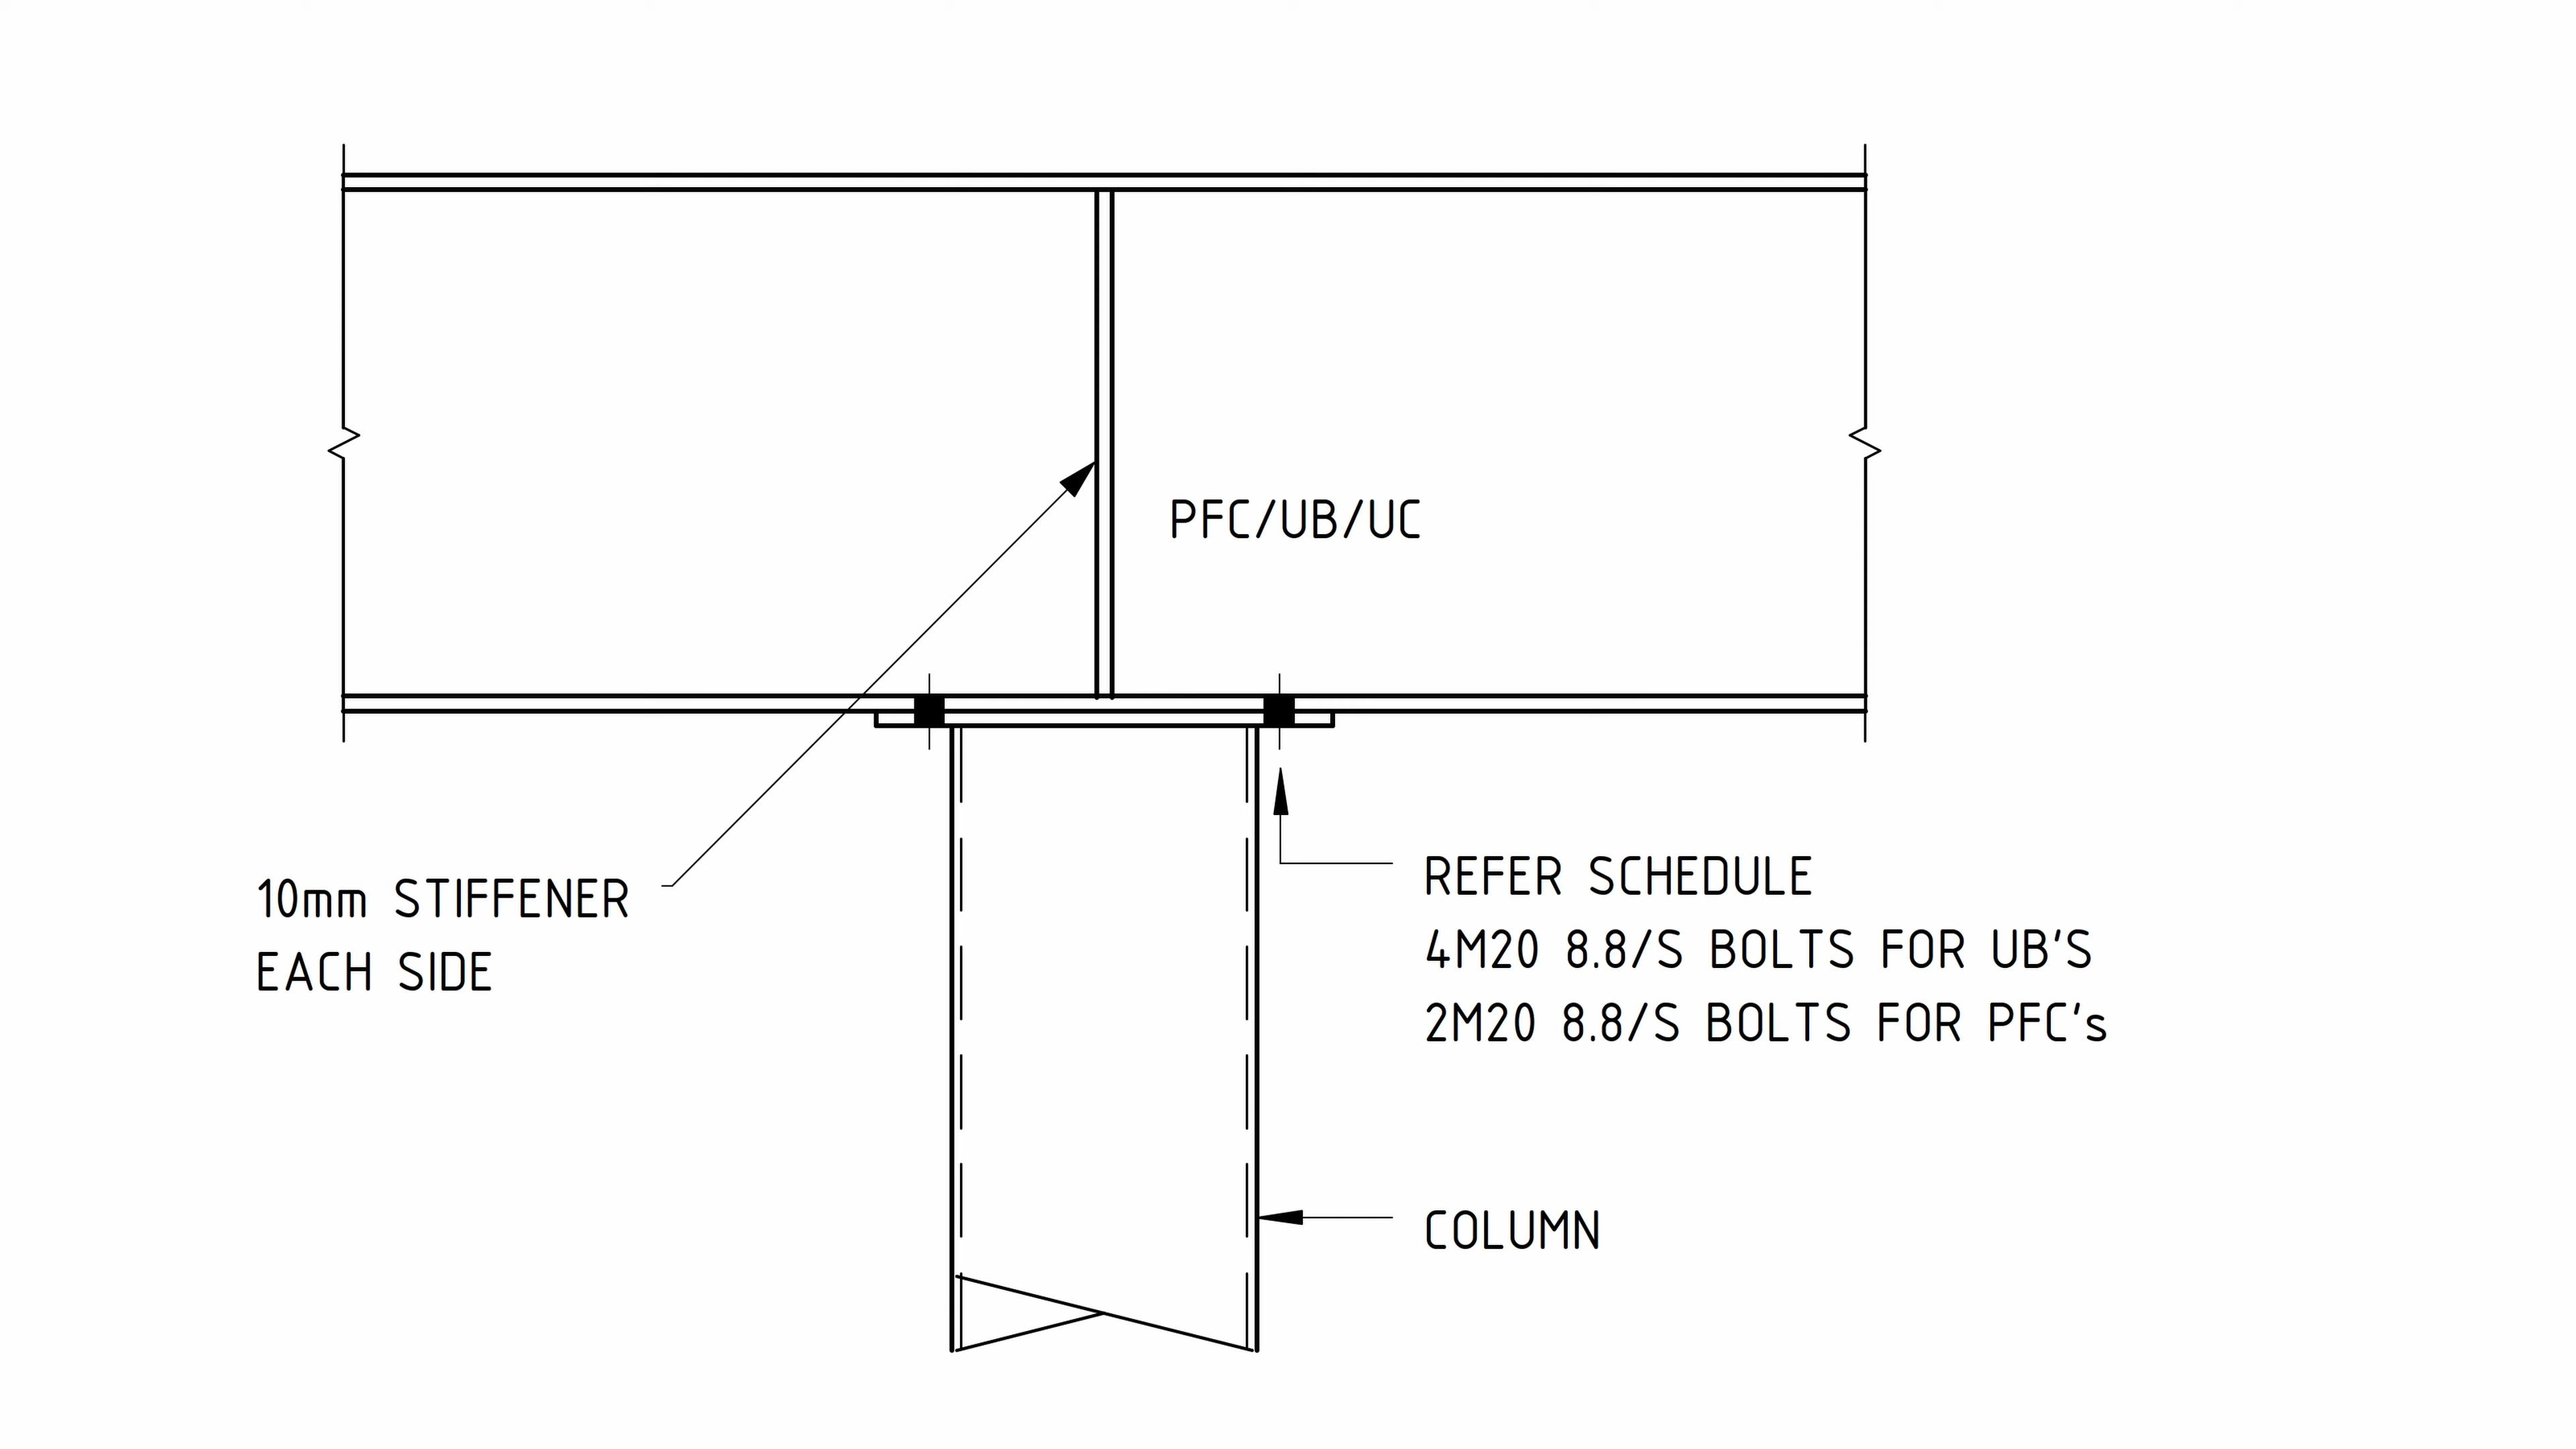 PFC/UB/UC
10mm STIFFENER
EACH SIDE
REFER SCHEDULE
4M20 8.8/S BOLTS FOR UB'S
2M20 8.8/S BOLTS FOR PFC's
COLUMN